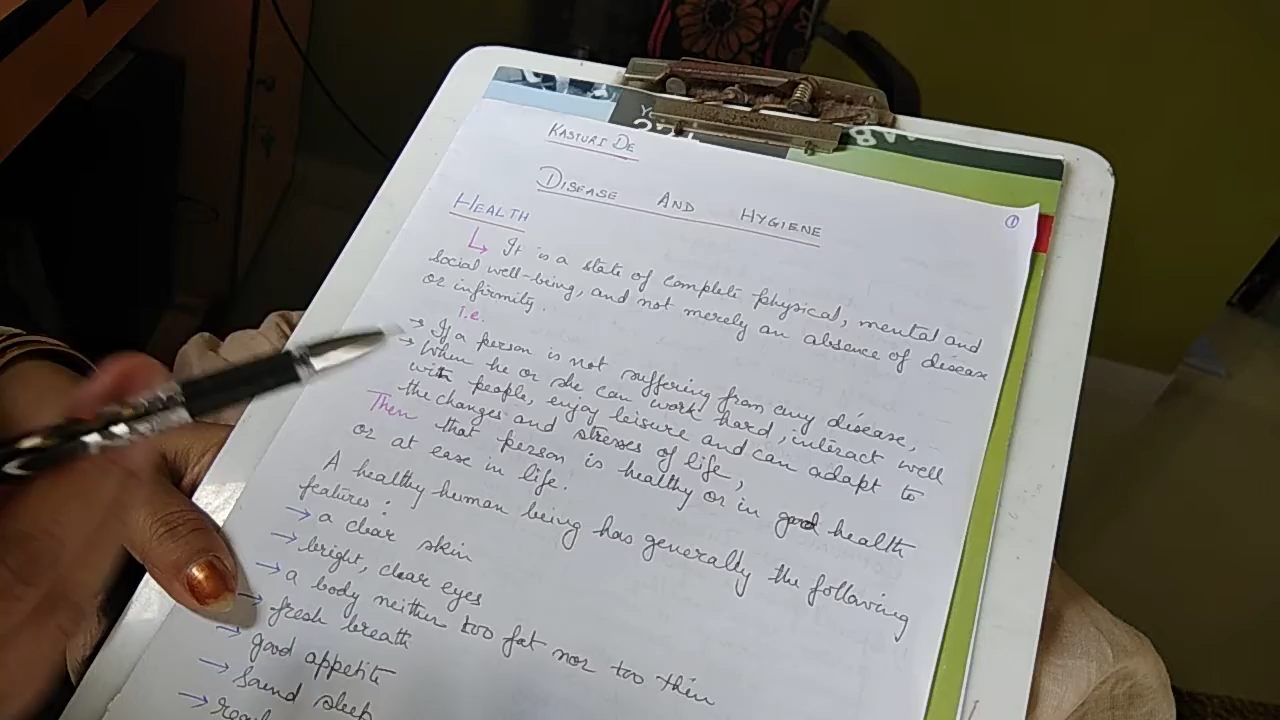 KASTURI DE
DISEASE AND HYGIENE
①
HEALTH
↳ It is a state of complete physical, mental and
social well-being, and not merely an absence of disease
or infirmity.
i.e.
→ If a person is not suffering from any disease,
→ When he or she can work hard, interact well
with people, enjoy leisure and can adapt to
the changes and stresses of life,
Then that person is healthy or in good health
or at ease in life.
A healthy human being has generally the following
features :
→ a clear skin
→ bright, clear eyes
→ a body neither too fat nor too thin
→ fresh breath
→ good appetite
→ Sound sleep
→